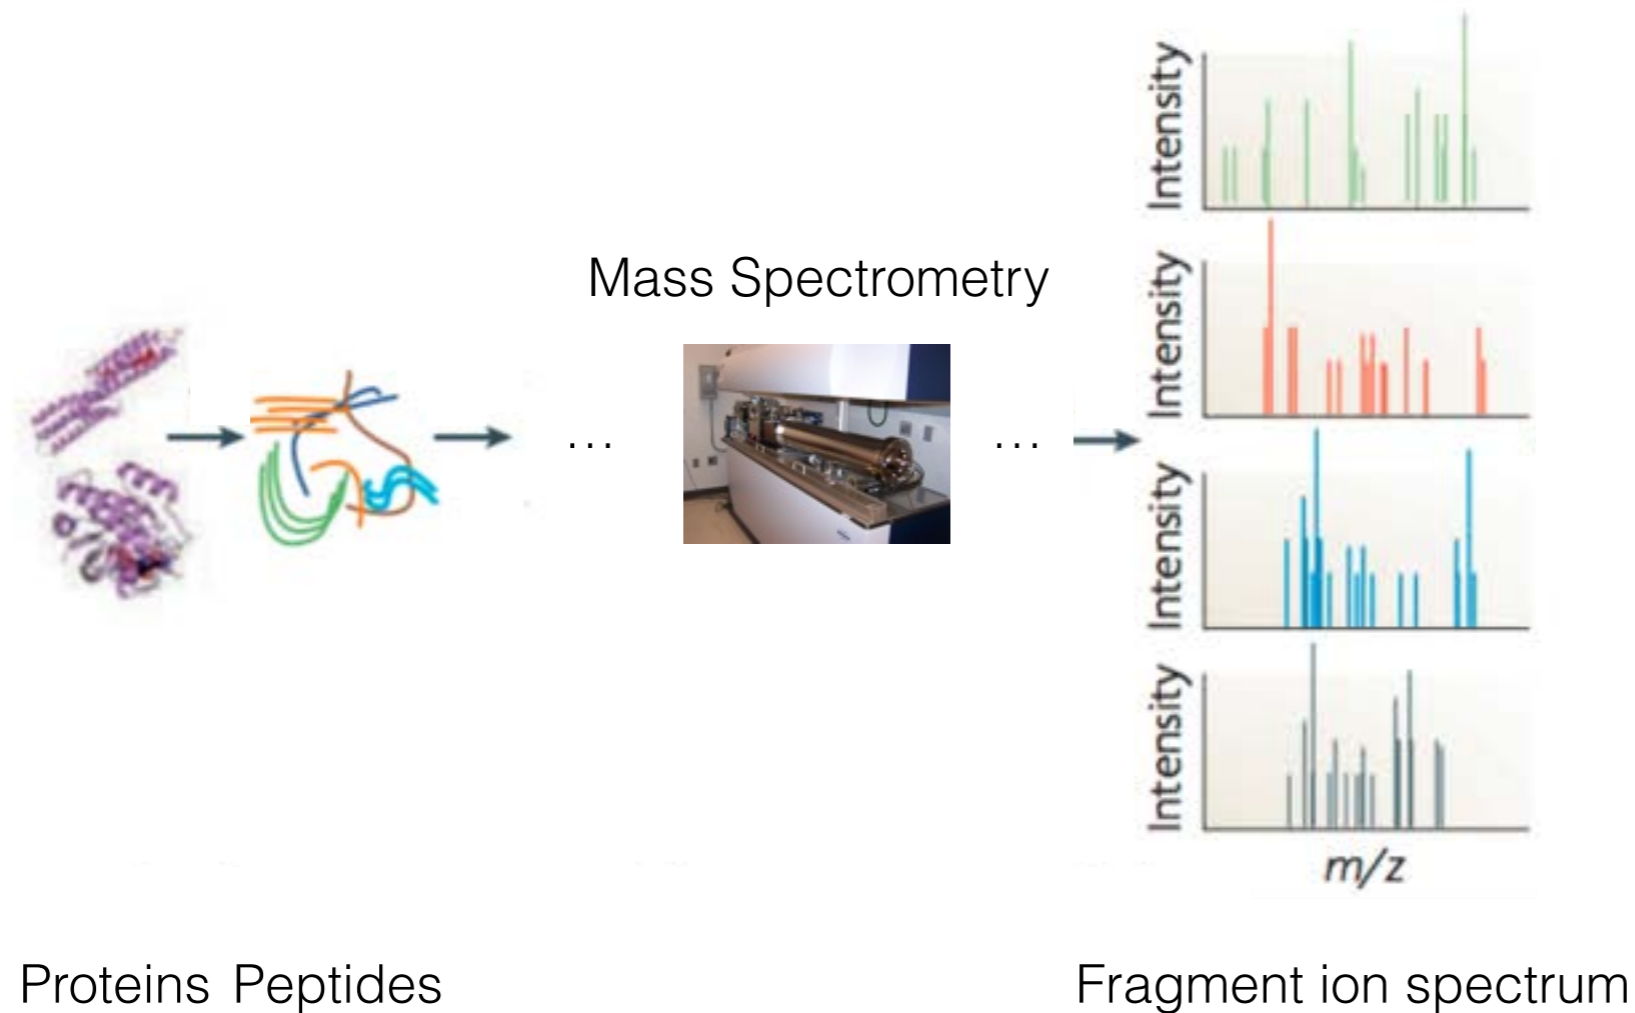 Intensity
Mass Spectrometry
Intensity
... ...
Intensity
Intensity
m/z
Proteins Peptides Fragment ion spectrum